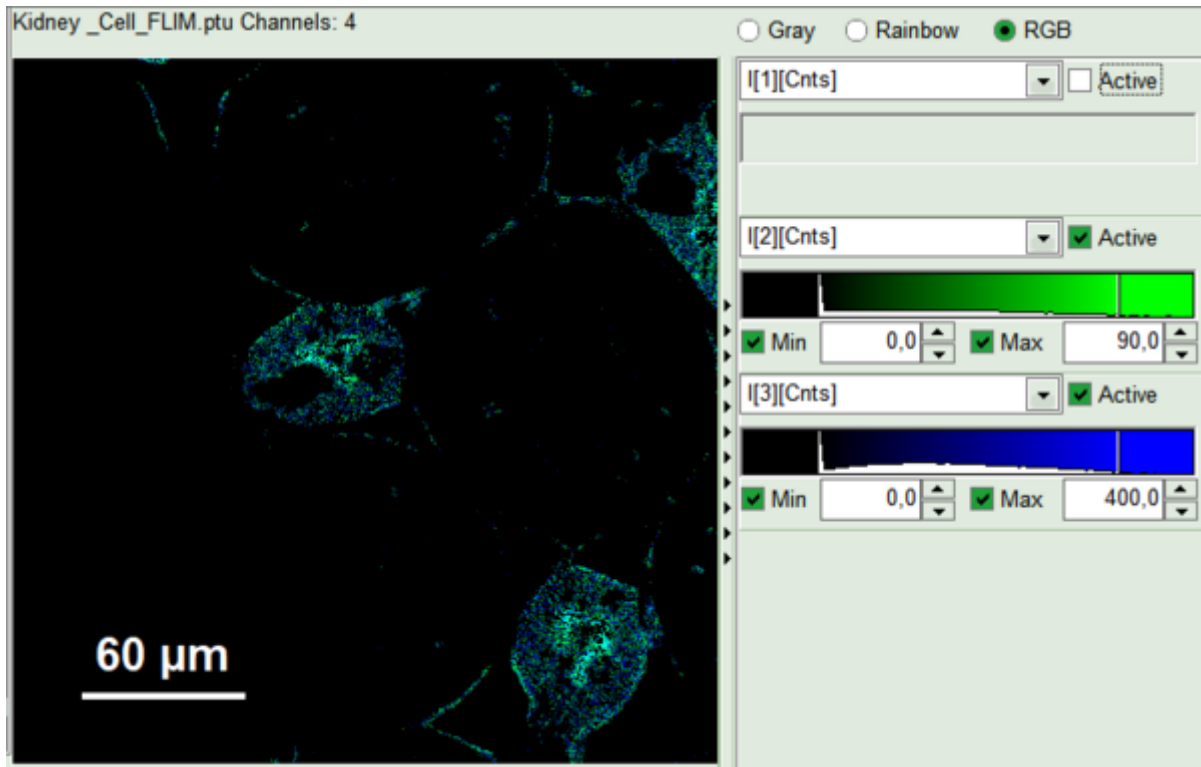 Kidney _Cell_FLIM.ptu Channels: 4
Gray Rainbow RGB
I[1][Cnts] Active
I[2][Cnts] Active
Min 0,0 Max 90,0
I[3][Cnts] Active
Min 0,0 Max 400,0
60 µm